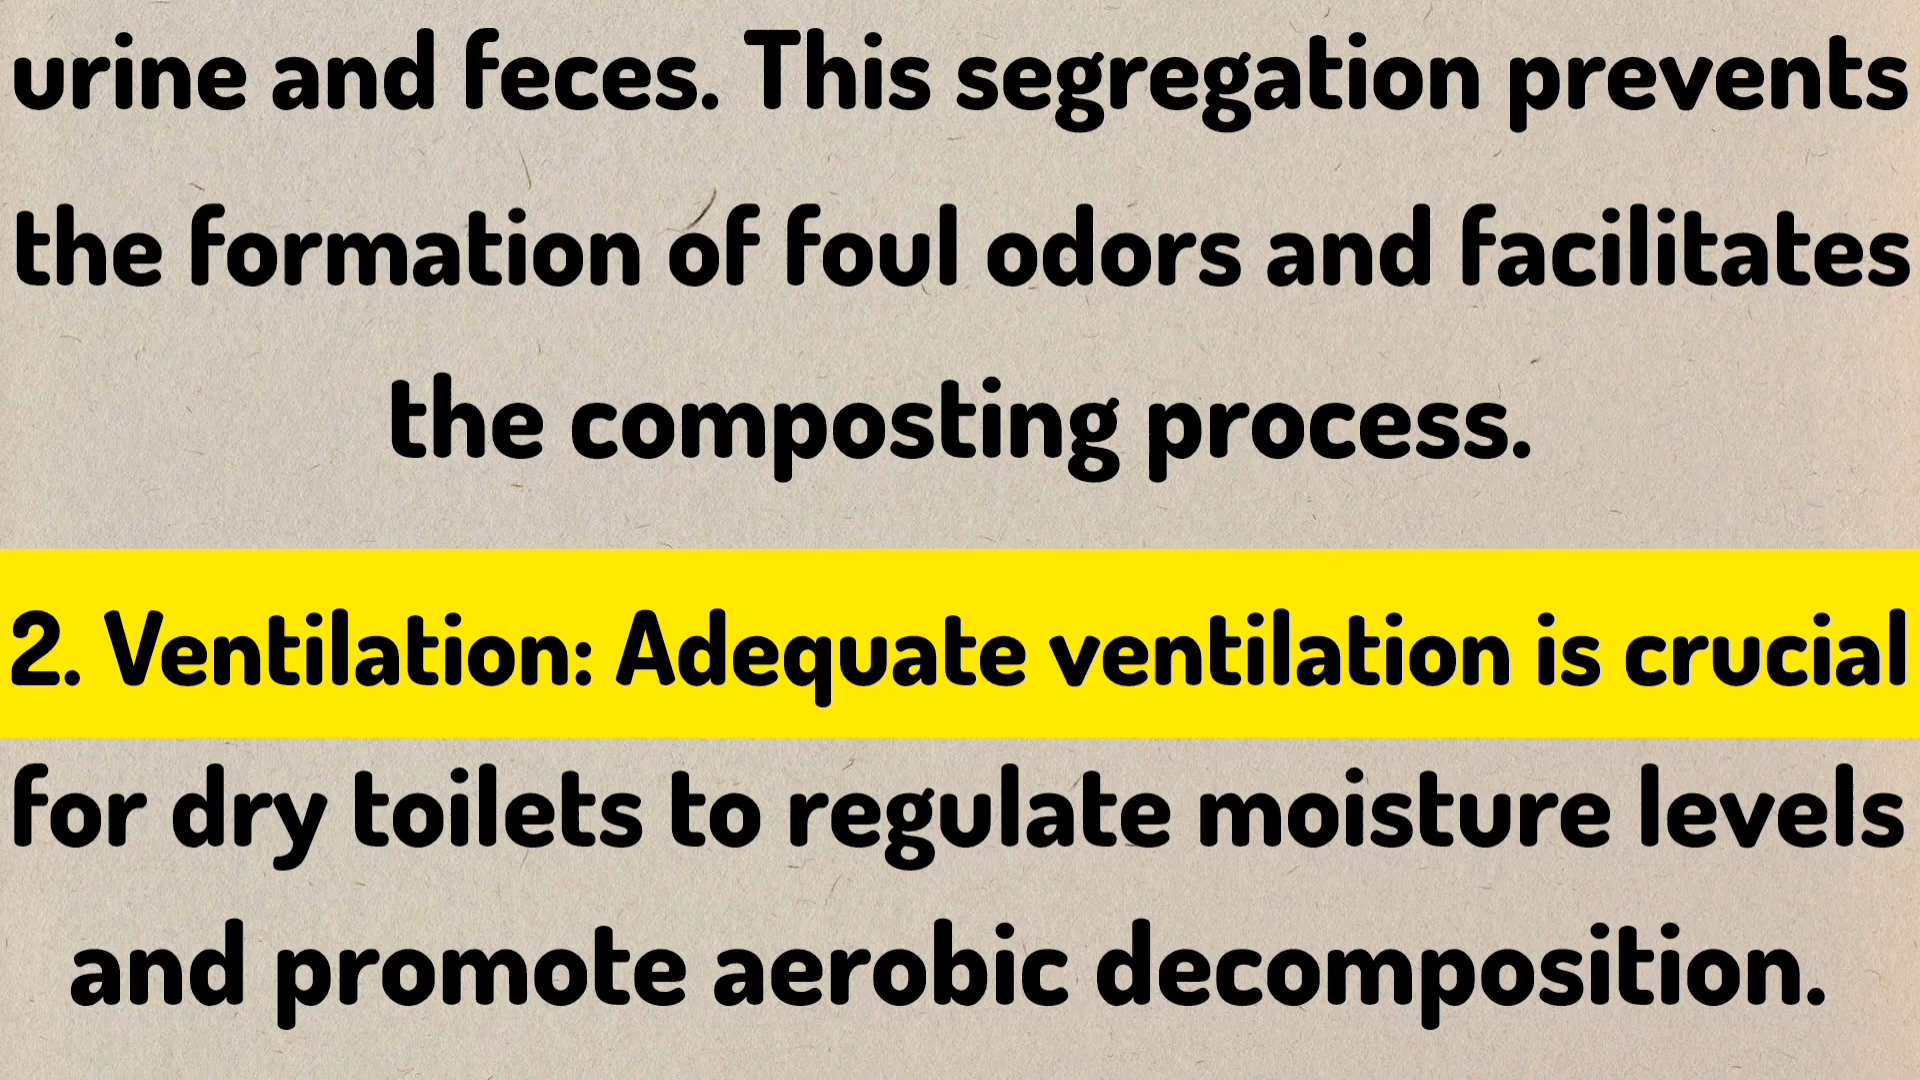 urine and feces. This segregation prevents
the formation of foul odors and facilitates
the composting process.
2. Ventilation: Adequate ventilation is crucial
for dry toilets to regulate moisture levels
and promote aerobic decomposition.